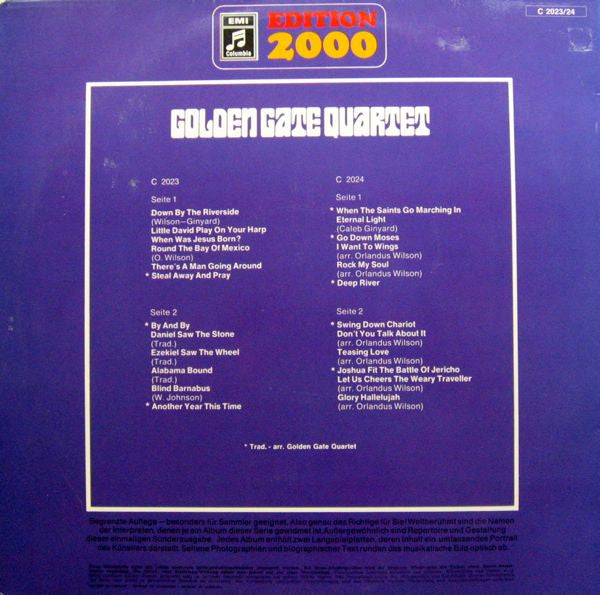 EMI
Columbia
EDITION
2000
C 2023/24
GOLDEN GATE QUARTET
C 2023
Seite 1
Down By The Riverside
(Wilson—Ginyard)
Little David Play On Your Harp
When Was Jesus Born?
Round The Bay Of Mexico
(O. Wilson)
There's A Man Going Around
* Steal Away And Pray
Seite 2
* By And By
Daniel Saw The Stone
(Trad.)
Ezekiel Saw The Wheel
(Trad.)
Alabama Bound
(Trad.)
Blind Barnabus
(W. Johnson)
* Another Year This Time
C 2024
Seite 1
* When The Saints Go Marching In
Eternal Light
(Caleb Ginyard)
* Go Down Moses
I Want To Wings
(arr. Orlandus Wilson)
Rock My Soul
(arr. Orlandus Wilson)
* Deep River
Seite 2
* Swing Down Chariot
Don't You Talk About It
(arr. Orlandus Wilson)
Teasing Love
(arr. Orlandus Wilson)
* Joshua Fit The Battle Of Jericho
Let Us Cheers The Weary Traveller
(arr. Orlandus Wilson)
Glory Hallelujah
(arr. Orlandus Wilson)
* Trad. - arr. Golden Gate Quartet
Begrenzte Auflage — besonders für Sammler geeignet. Also genau das Richtige für Sie! Weltberühmt sind die Namen
der Interpreten, denen je ein Album dieser Serie gewidmet ist. Außergewöhnlich sind Repertoire und Gestaltung
dieser einmaligen Sonderausgabe. Jedes Album enthält zwei Langspielplatten, deren Inhalt ein umfassendes Portrait
des Künstlers darstellt. Seltene Photographien und biographischer Text runden das musikalische Bild optisch ab.